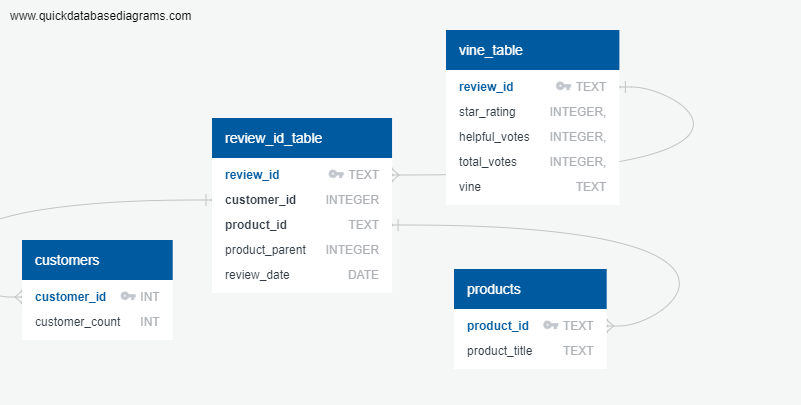 www.quickdatabasediagrams.com
vine_table
review_id TEXT
star_rating INTEGER,
helpful_votes INTEGER,
total_votes INTEGER,
vine TEXT
review_id_table
review_id TEXT
customer_id INTEGER
product_id TEXT
product_parent INTEGER
review_date DATE
customers
customer_id INT
customer_count INT
products
product_id TEXT
product_title TEXT